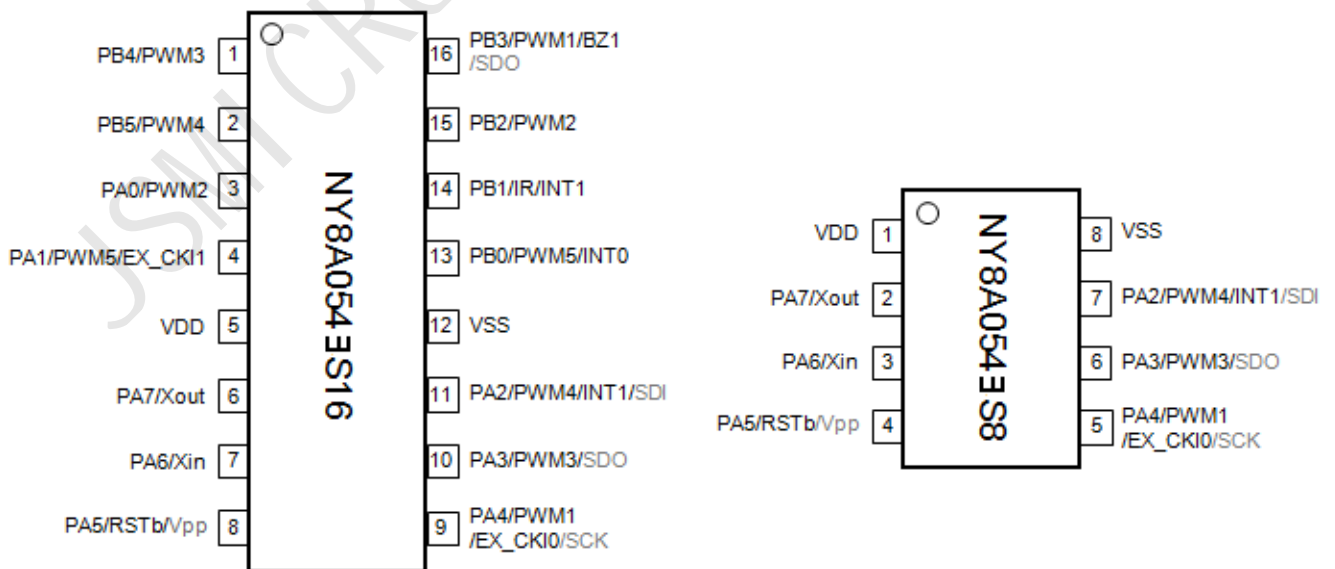 PB4/PWM3 1
PB5/PWM4 2
PA0/PWM2 3
PA1/PWM5/EX_CKI1 4
VDD 5
PA7/Xout 6
PA6/Xin 7
PA5/RSTb/Vpp 8
NY8A054ES16
16 PB3/PWM1/BZ1
/SDO
15 PB2/PWM2
14 PB1/IR/INT1
13 PB0/PWM5/INT0
12 VSS
11 PA2/PWM4/INT1/SDI
10 PA3/PWM3/SDO
9 PA4/PWM1
/EX_CKI0/SCK
VDD 1
PA7/Xout 2
PA6/Xin 3
PA5/RSTb/Vpp 4
NY8A054ES8
8 VSS
7 PA2/PWM4/INT1/SDI
6 PA3/PWM3/SDO
5 PA4/PWM1
/EX_CKI0/SCK
JSMI